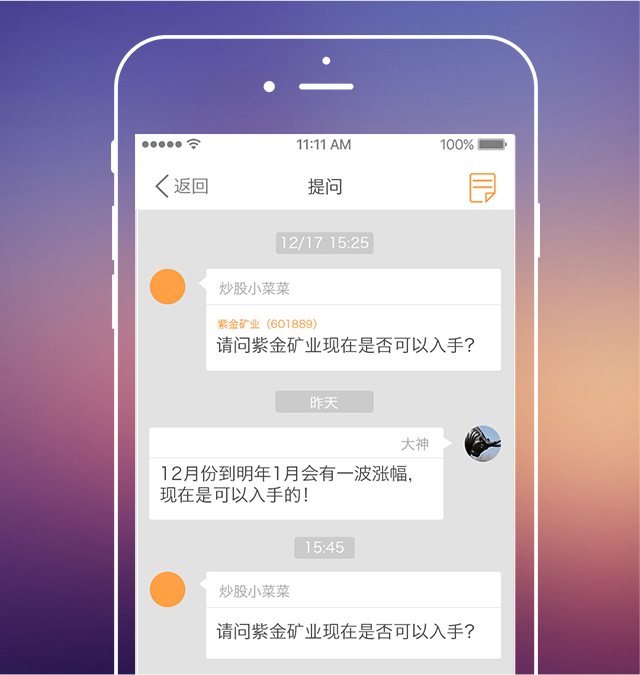 11:11 AM
100%
返回
提问
12/17 15:25
炒股小菜菜
紫金矿业（601889）
请问紫金矿业现在是否可以入手？
昨天
大神
12月份到明年1月会有一波涨幅，
现在是可以入手的！
15:45
炒股小菜菜
请问紫金矿业现在是否可以入手？